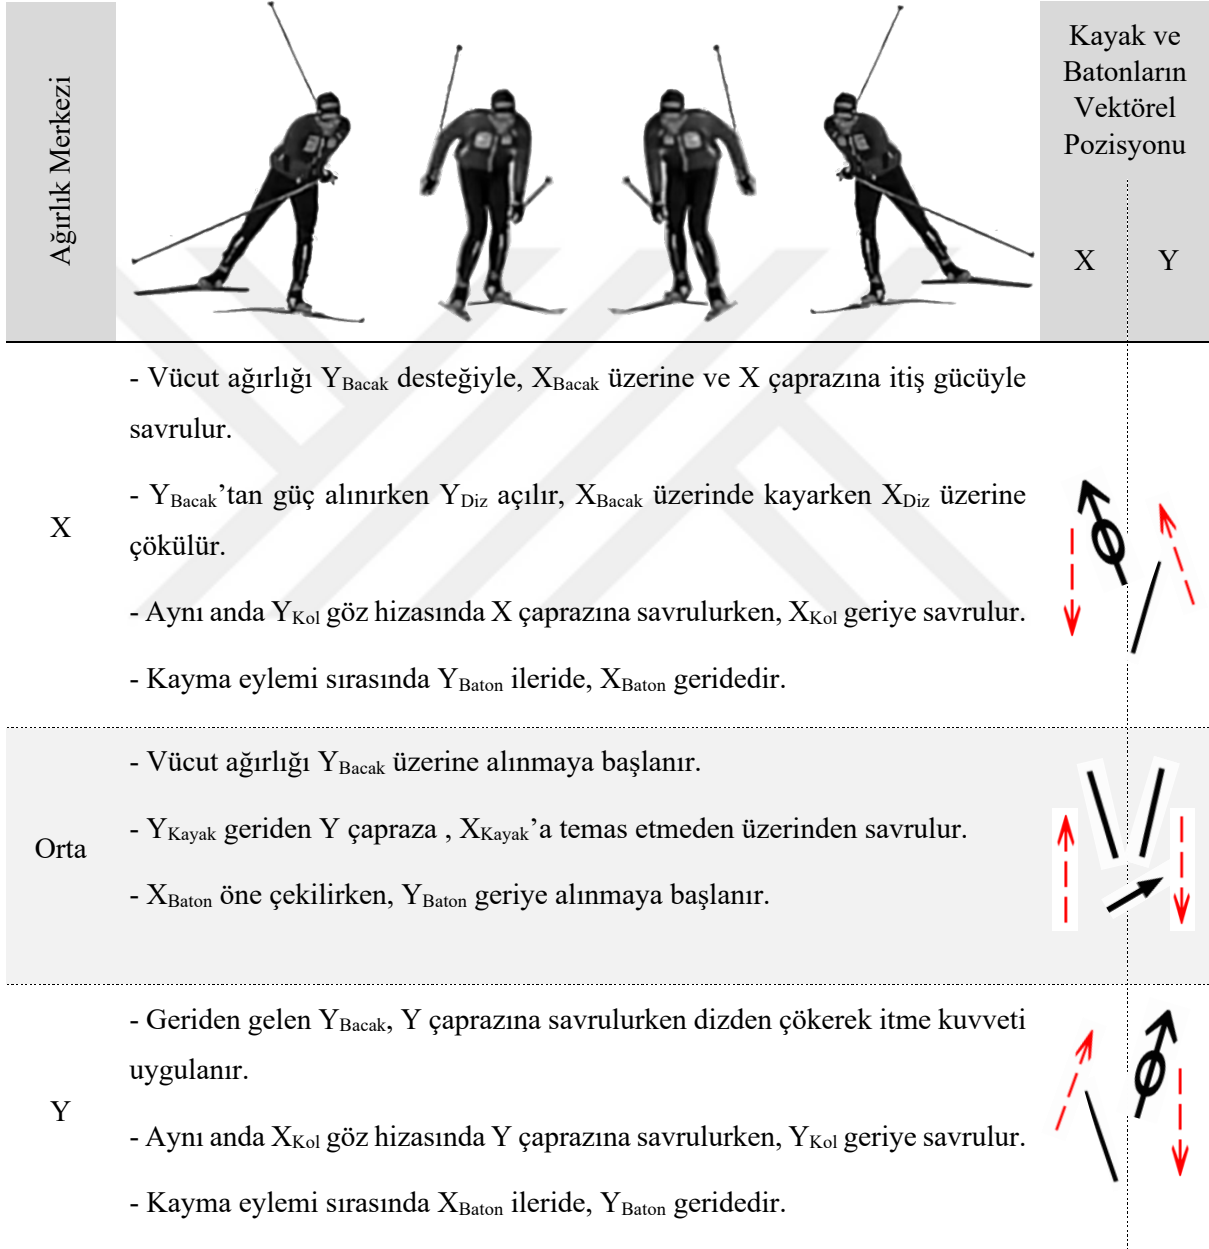 Ağırlık Merkezi
Kayak ve
Batonların
Vektörel
Pozisyonu
X Y
- Vücut ağırlığı YBacak desteğiyle, XBacak üzerine ve X çaprazına itiş gücüyle
savrulur.
- YBacak’tan güç alınırken YDiz açılır, XBacak üzerinde kayarken XDiz üzerine
çökülür.
X
- Aynı anda YKol göz hizasında X çaprazına savrulurken, XKol geriye savrulur.
- Kayma eylemi sırasında YBaton ileride, XBaton geridedir.
- Vücut ağırlığı YBacak üzerine alınmaya başlanır.
- YKayak geriden Y çapraza , XKayak’a temas etmeden üzerinden savrulur.
Orta
- XBaton öne çekilirken, YBaton geriye alınmaya başlanır.
- Geriden gelen YBacak, Y çaprazına savrulurken dizden çökerek itme kuvveti
uygulanır.
Y
- Aynı anda XKol göz hizasında Y çaprazına savrulurken, YKol geriye savrulur.
- Kayma eylemi sırasında XBaton ileride, YBaton geridedir.